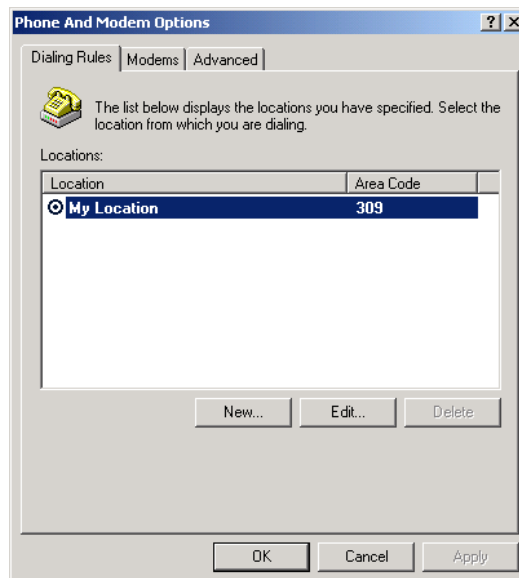 Phone And Modem Options
Dialing Rules Modems Advanced
The list below displays the locations you have specified. Select the
location from which you are dialing.
Locations:
Location Area Code
My Location 309
New... Edit... Delete
OK Cancel Apply